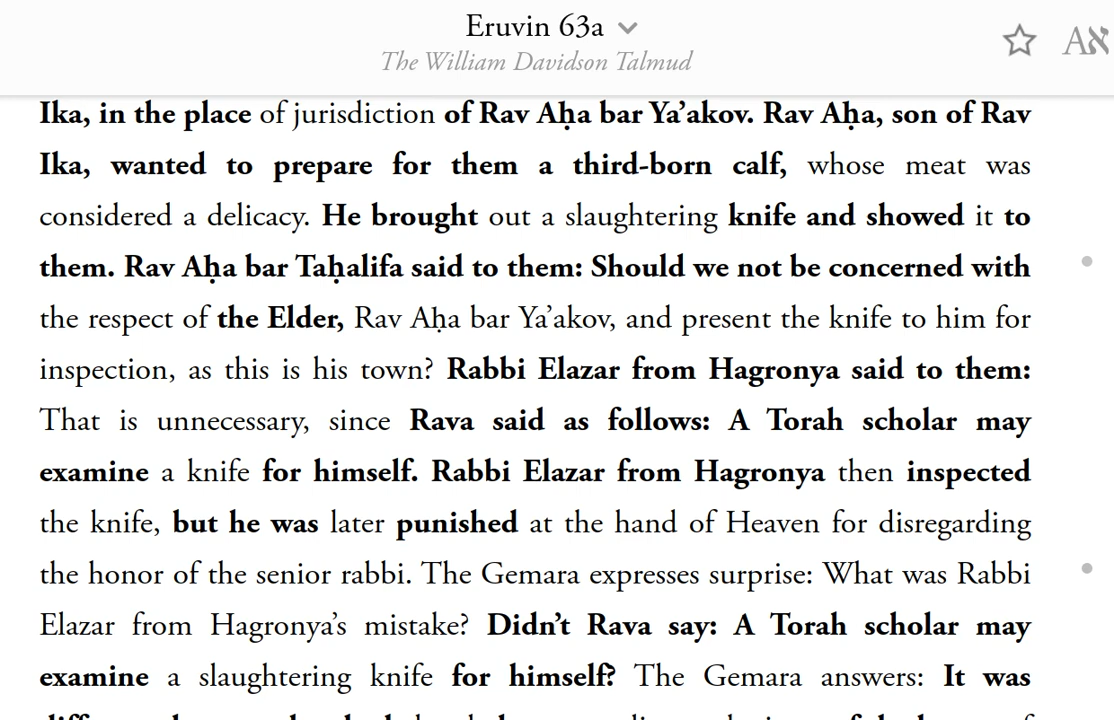 Eruvin 63a
The William Davidson Talmud
Aא
Ika, in the place of jurisdiction of Rav Aḥa bar Ya’akov. Rav Aḥa, son of Rav
Ika, wanted to prepare for them a third-born calf, whose meat was
considered a delicacy. He brought out a slaughtering knife and showed it to
them. Rav Aḥa bar Taḥalifa said to them: Should we not be concerned with
the respect of the Elder, Rav Aḥa bar Ya’akov, and present the knife to him for
inspection, as this is his town? Rabbi Elazar from Hagronya said to them:
That is unnecessary, since Rava said as follows: A Torah scholar may
examine a knife for himself. Rabbi Elazar from Hagronya then inspected
the knife, but he was later punished at the hand of Heaven for disregarding
the honor of the senior rabbi. The Gemara expresses surprise: What was Rabbi
Elazar from Hagronya’s mistake? Didn’t Rava say: A Torah scholar may
examine a slaughtering knife for himself? The Gemara answers: It was